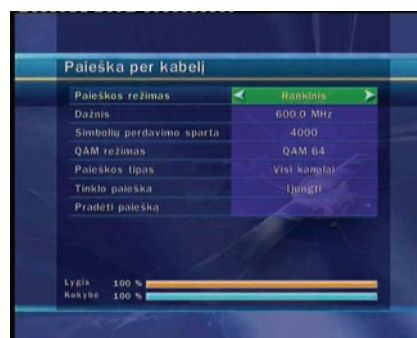 Paieška per kabelį
Paieškos režimas Rankinis
Dažnis 600.0 MHz
Simbolių perdavimo sparta 4000
QAM režimas QAM 64
Paieškos tipas Visi kanalai
Tinklo paieška Įjungti
Pradėti paiešką
Lygis 100 %
Kokybė 100 %